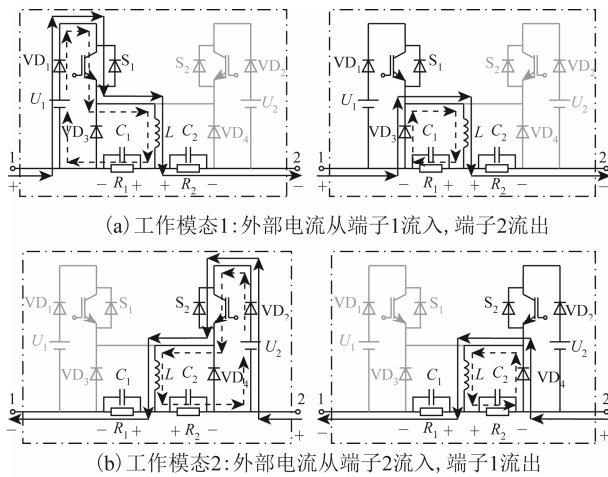 VD₁ S₁ S₂ VD₂
U₁ U₂
VD₃ C₁ L C₂ VD₄
1 2
+ − R₁ + + R₂ − −
VD₁ S₁ S₂ VD₂
U₁ U₂
VD₃ C₁ L C₂ VD₄
1 2
+ − R₁ + + R₂ − −
(a) 工作模态1:外部电流从端子1流入, 端子2流出
VD₁ S₁ S₂ VD₂
U₁ U₂
VD₃ C₁ L C₂ VD₄
1 2
− − R₁ + + R₂ − +
VD₁ S₁ S₂ VD₂
U₁ U₂
VD₃ C₁ L C₂ VD₄
1 2
− − R₁ + + R₂ − +
(b) 工作模态2:外部电流从端子2流入, 端子1流出